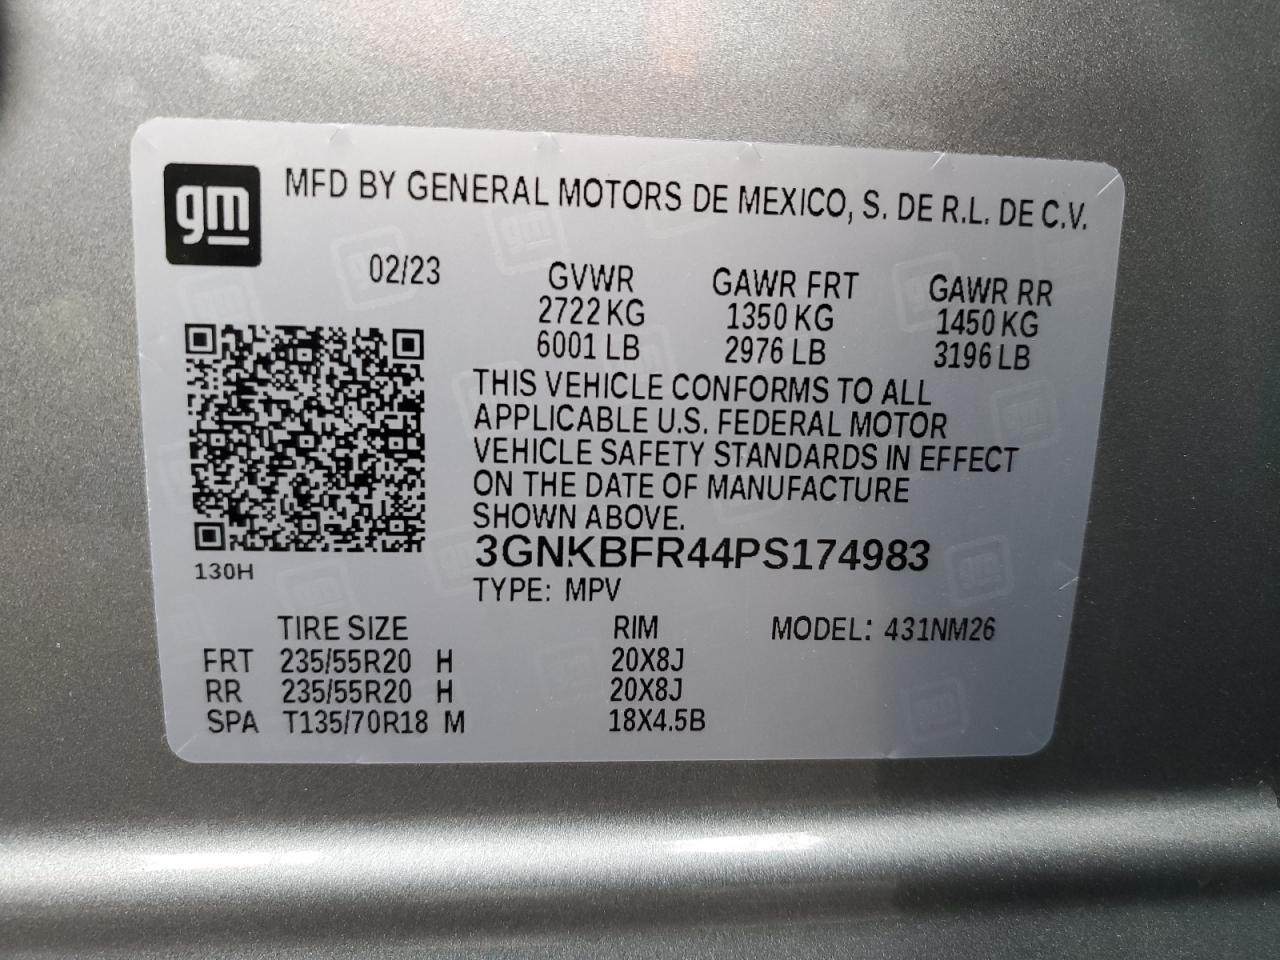 gm
MFD BY GENERAL MOTORS DE MEXICO, S. DE R.L. DE C.V.
02/23
GVWR GAWR FRT GAWR RR
2722 KG 1350 KG 1450 KG
6001 LB 2976 LB 3196 LB
THIS VEHICLE CONFORMS TO ALL
APPLICABLE U.S. FEDERAL MOTOR
VEHICLE SAFETY STANDARDS IN EFFECT
ON THE DATE OF MANUFACTURE
SHOWN ABOVE.
3GNKBFR44PS174983
130H
TYPE: MPV
TIRE SIZE RIM MODEL: 431NM26
FRT 235/55R20 H 20X8J
RR 235/55R20 H 20X8J
SPA T135/70R18 M 18X4.5B